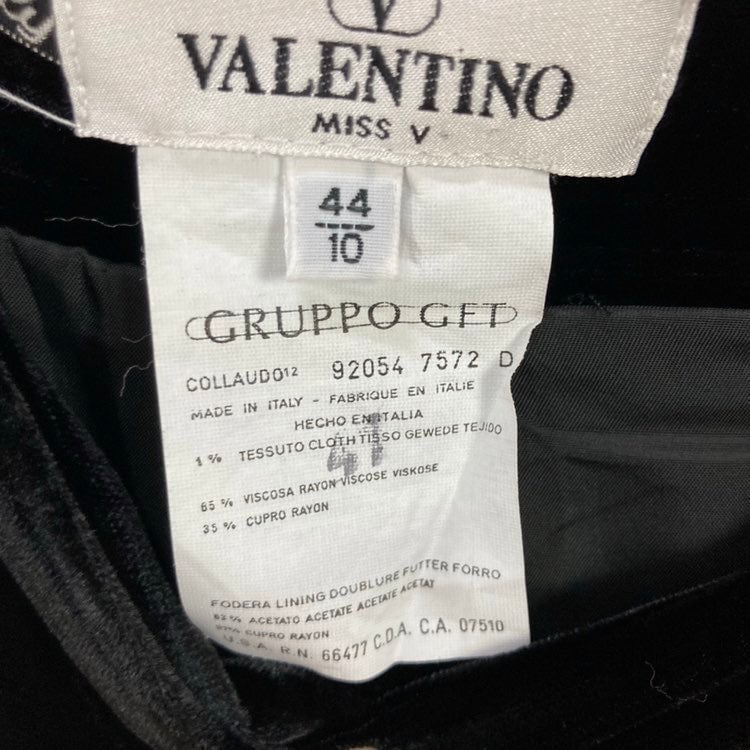 V
VALENTINO
MISS V
44
10
GRUPPO GFT
COLLAUDO12 92054 7572 D
MADE IN ITALY - FABRIQUE EN ITALIE
HECHO EN ITALIA
1 % TESSUTO CLOTH TISSO GEWEDE TEJIDO
47
65 % VISCOSA RAYON VISCOSE VISKOSE
35 % CUPRO RAYON
FODERA LINING DOUBLURE FUTTER FORRO
% ACETATO ACETATE ACETATE ACETAT
% CUPRO RAYON
U.S.A. R.N. 66477 C.D.A. C.A. 07510